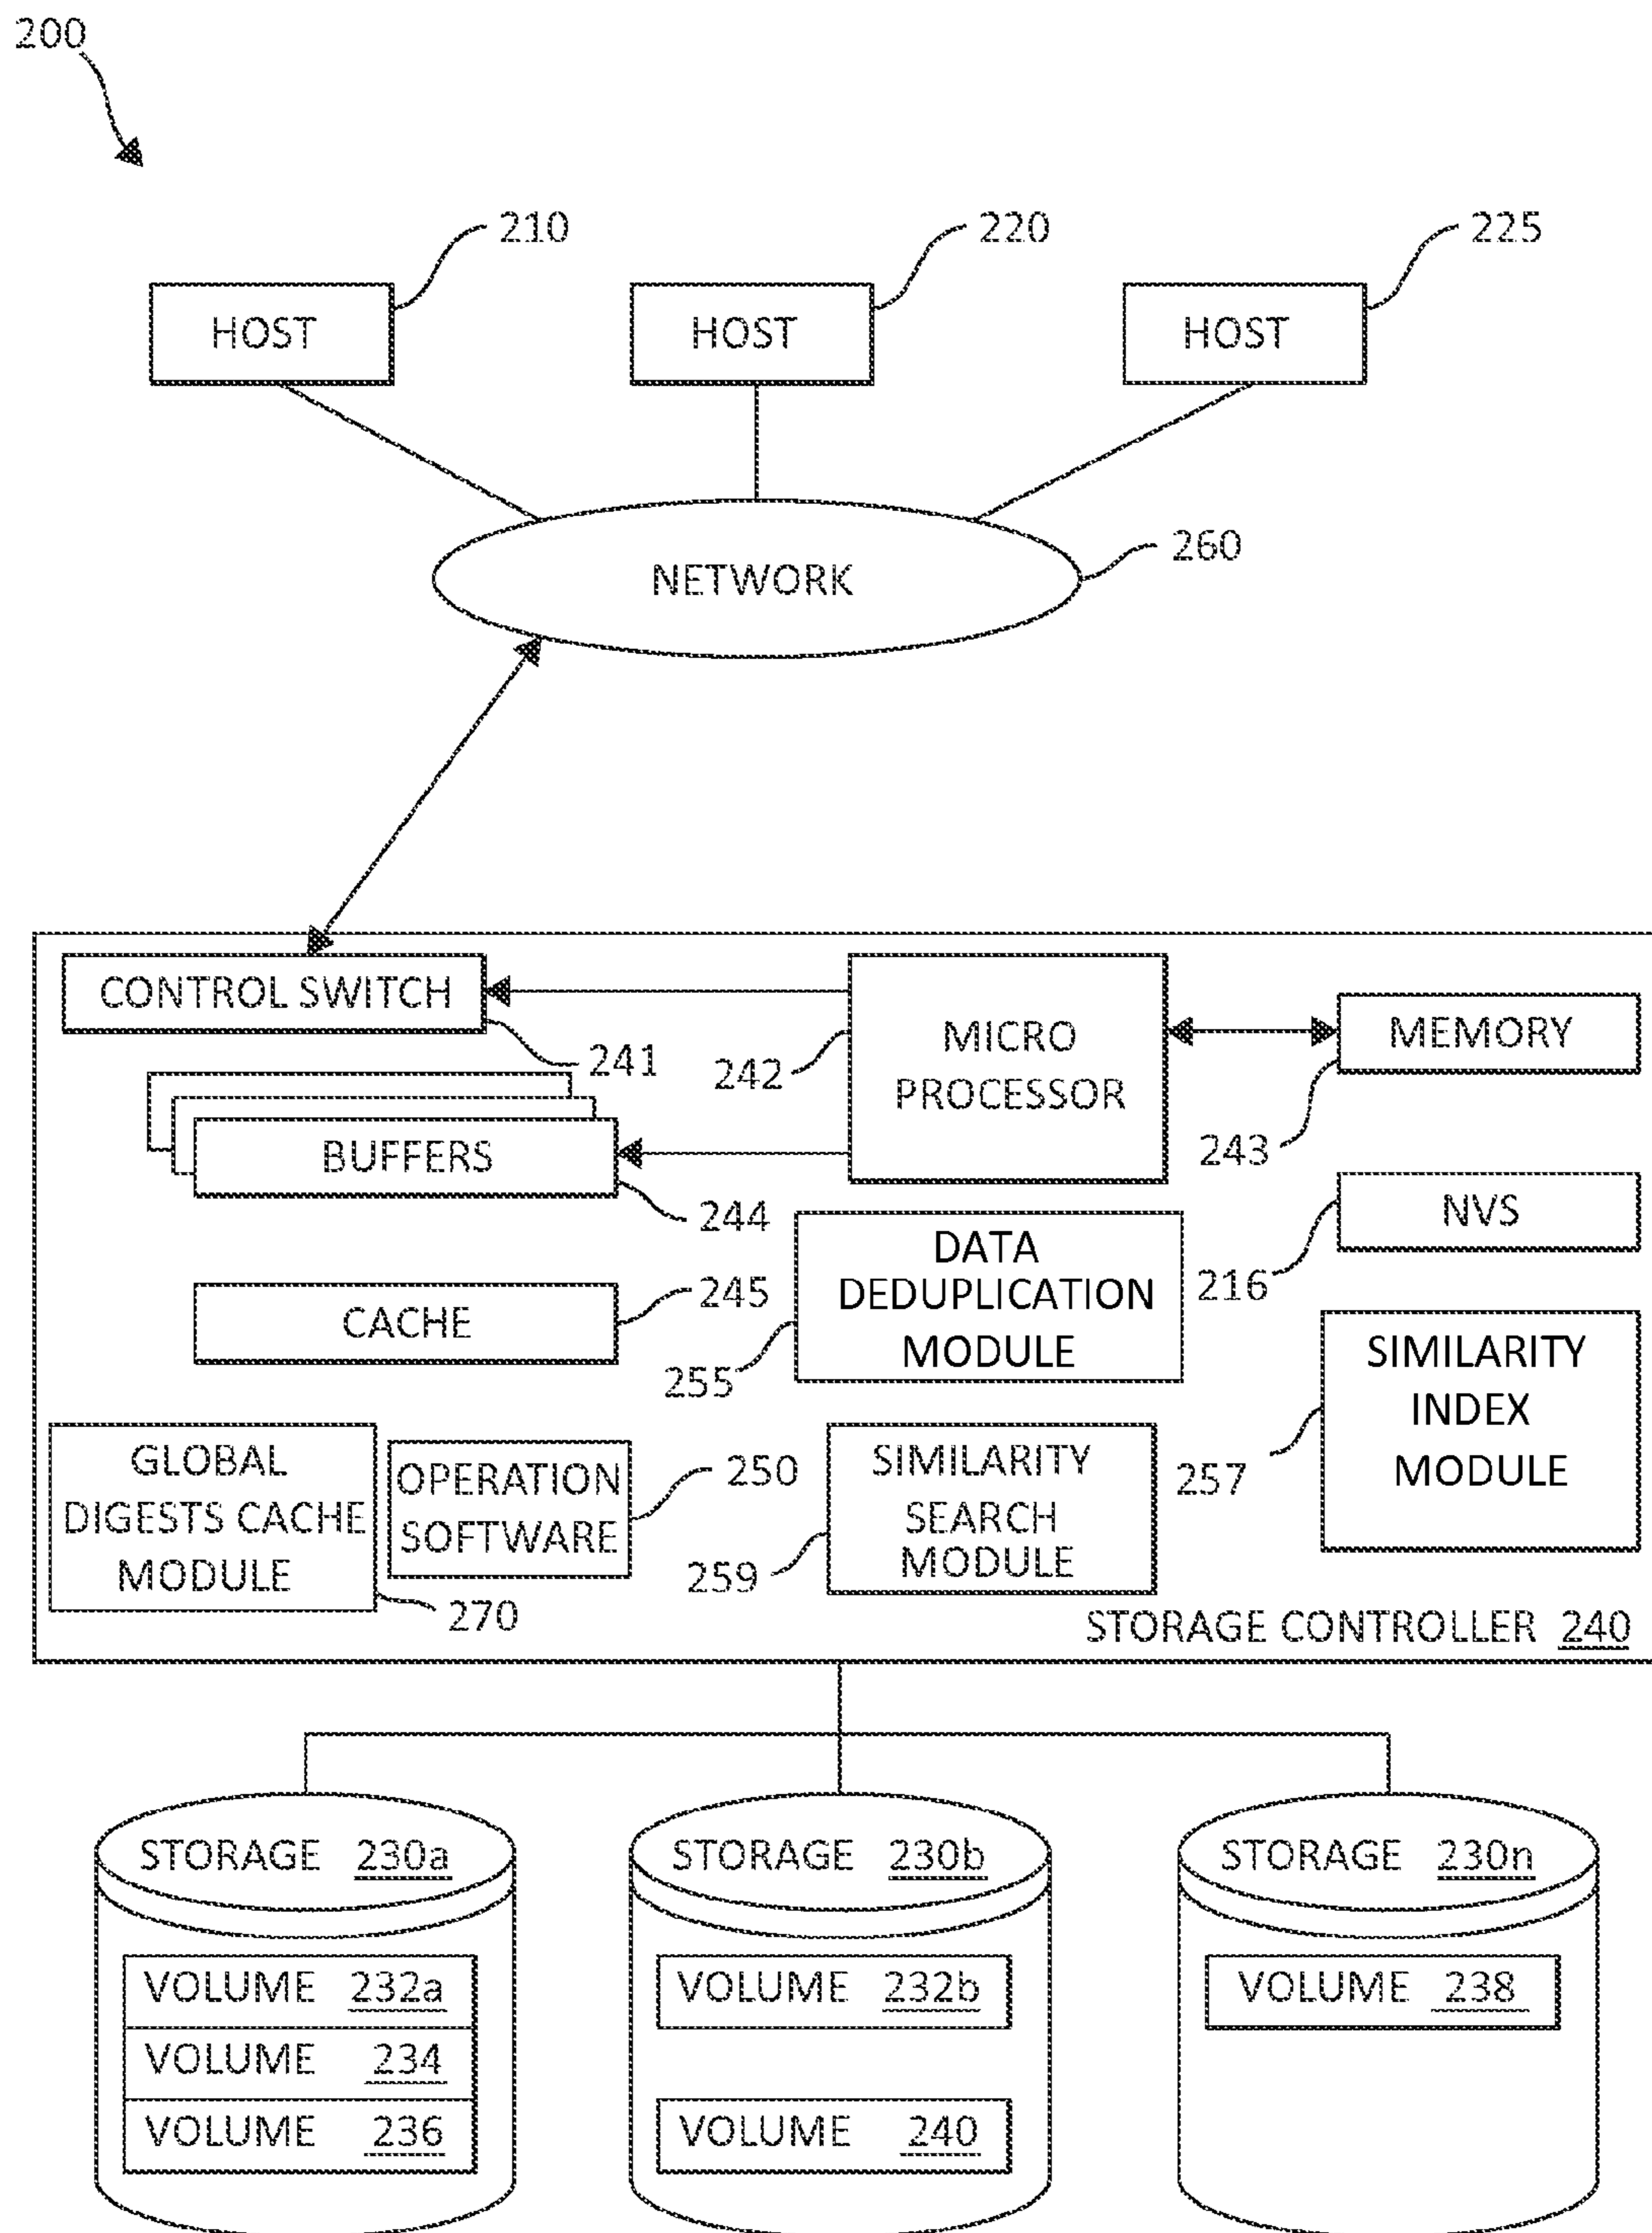 200
210
220
225
HOST
HOST
HOST
260
NETWORK
CONTROL SWITCH
241
242
MICRO
PROCESSOR
MEMORY
243
BUFFERS
244
NVS
216
CACHE
245
DATA
DEDUPLICATION
MODULE
255
SIMILARITY
INDEX
MODULE
257
GLOBAL
DIGESTS CACHE
MODULE
270
OPERATION
SOFTWARE
250
SIMILARITY
SEARCH
MODULE
259
STORAGE CONTROLLER 240
STORAGE 230a
VOLUME 232a
VOLUME 234
VOLUME 236
STORAGE 230b
VOLUME 232b
VOLUME 240
STORAGE 230n
VOLUME 238